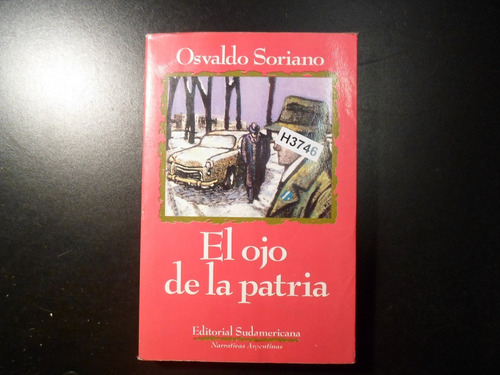 Osvaldo Soriano
H3746
El ojo
de la patria
Editorial Sudamericana
Narrativas Argentinas